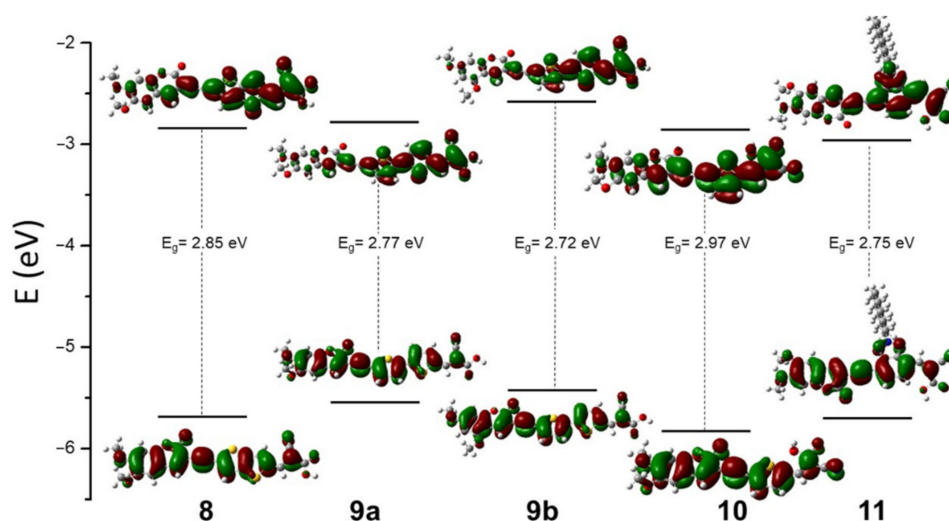 E (eV)
−2
−3
−4
−5
−6
Eg= 2.85 eV
Eg= 2.77 eV
Eg= 2.72 eV
Eg= 2.97 eV
Eg= 2.75 eV
8
9a
9b
10
11